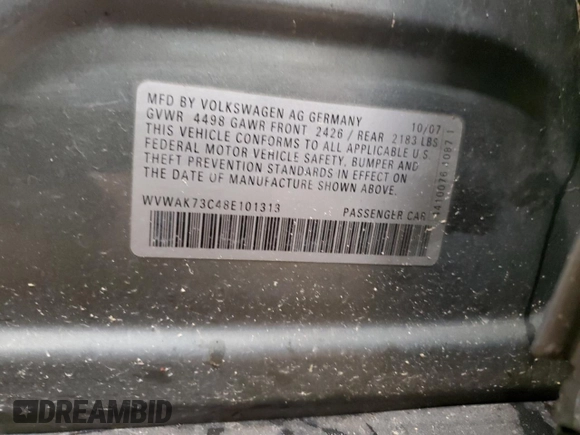 MFD BY VOLKSWAGEN AG GERMANY 10/07
GVWR 4498 GAWR FRONT 2426 / REAR 2183 LBS
THIS VEHICLE CONFORMS TO ALL APPLICABLE U.S.
FEDERAL MOTOR VEHICLE SAFETY, BUMPER AND
THEFT PREVENTION STANDARDS IN EFFECT ON
THE DATE OF MANUFACTURE SHOWN ABOVE.
WVWAK73C48E101313 PASSENGER CAR
DREAMBID